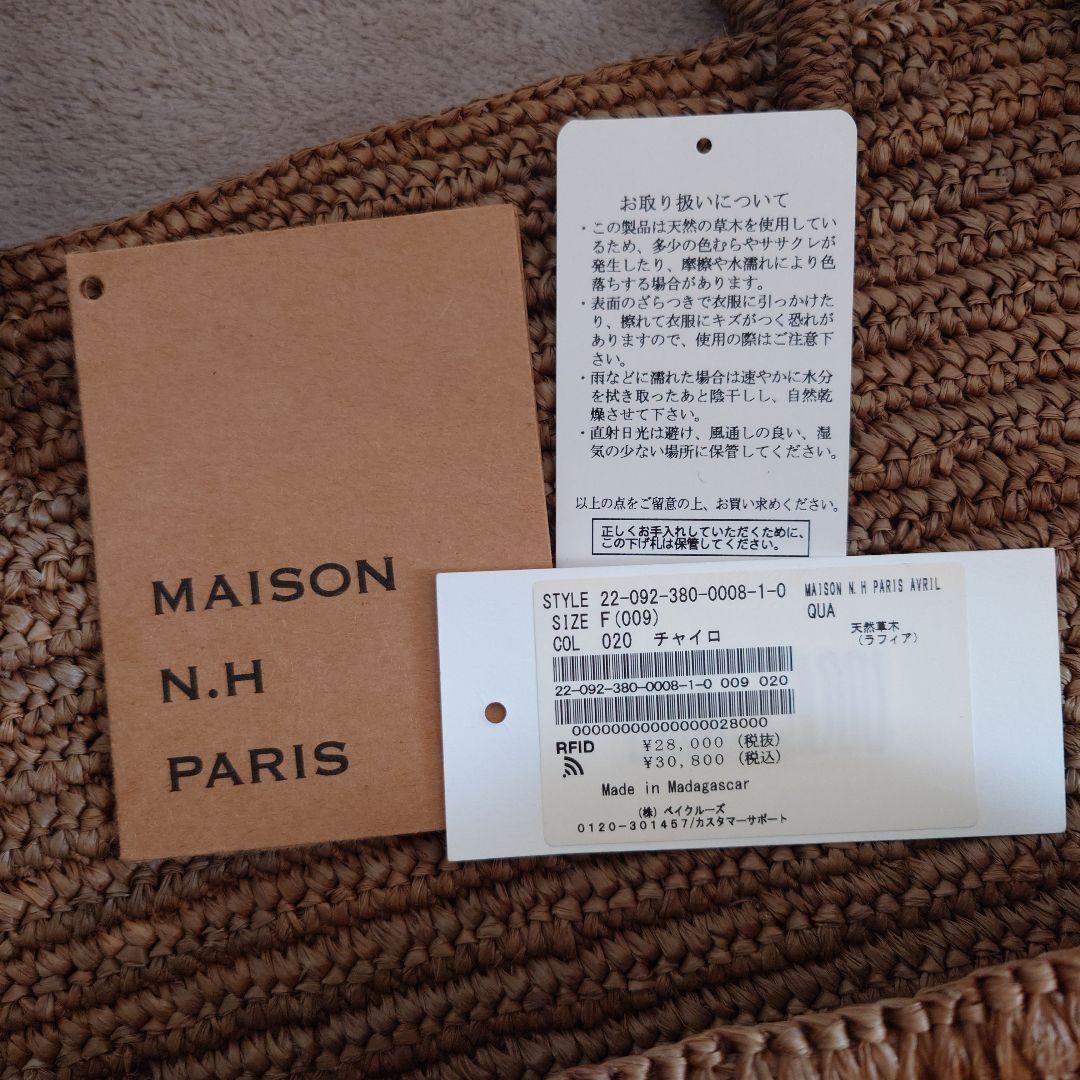 MAISON
N.H
PARIS
お取り扱いについて
・この製品は天然の草木を使用してい
るため、多少の色むらやササクレが
発生したり、摩擦や水濡れにより色
落ちする場合があります。
・表面のざらつきで衣服に引っかけた
り、擦れて衣服にキズがつく恐れが
ありますので、使用の際はご注意下
さい。
・雨などに濡れた場合は速やかに水分
を拭き取ったあと陰干しし、自然乾
燥させて下さい。
・直射日光は避け、風通しの良い、湿
気の少ない場所に保管してください。
以上の点をご留意の上、お買い求めください。
正しくお手入れしていただくために、
この下げ札は保管してください。
STYLE 22-092-380-0008-1-0
SIZE F(009)
COL 020 チャイロ
MAISON N.H PARIS AVRIL
QUA
天然草木
(ラフィア)
22-092-380-0008-1-0 009 020
00000000000000028000
RFID
¥28,000 (税抜)
¥30,800 (税込)
Made in Madagascar
(株) ベイクルーズ
0120-301457/カスタマーサポート